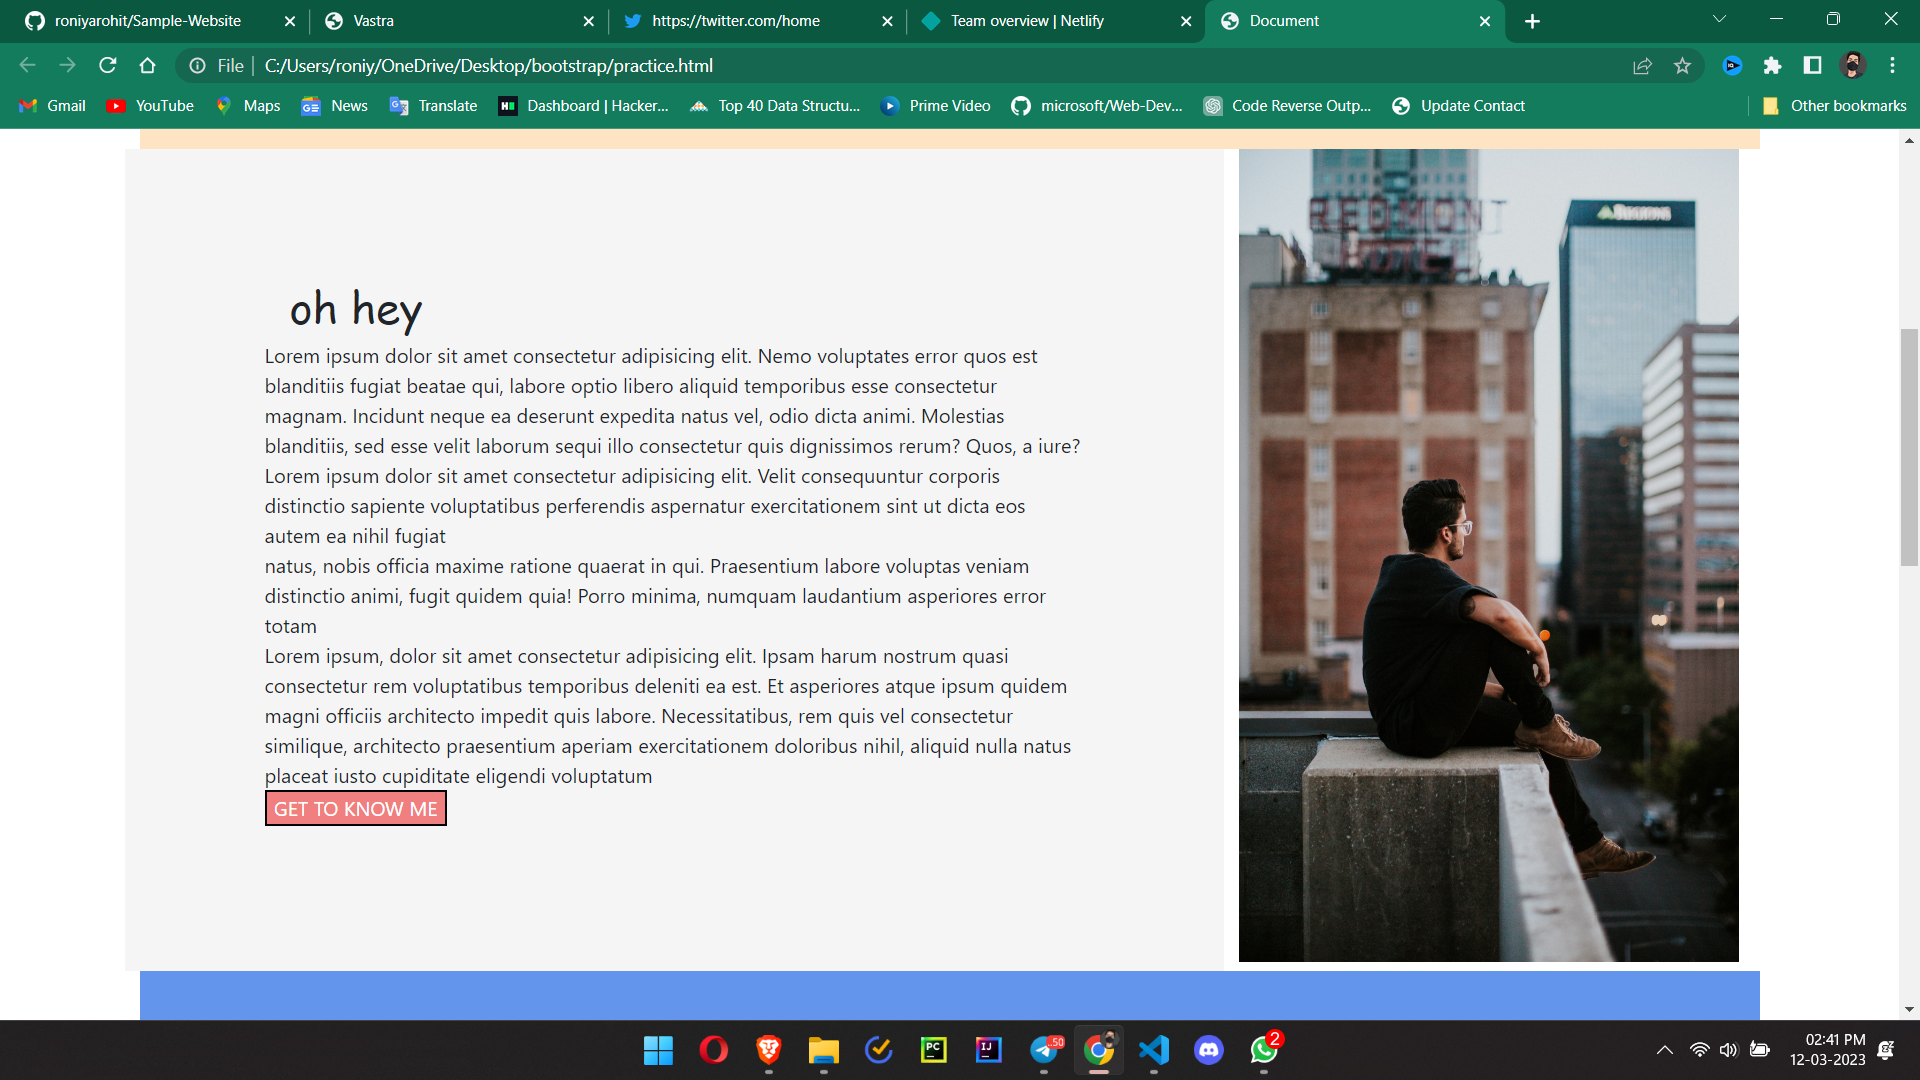 roniyarohit/Sample-Website
Vastra
https://twitter.com/home
Team overview | Netlify
Document
File
C:/Users/roniy/OneDrive/Desktop/bootstrap/practice.html
Gmail
YouTube
Maps
News
Translate
Dashboard | Hacker...
Top 40 Data Structu...
Prime Video
microsoft/Web-Dev...
Code Reverse Outp...
Update Contact
Other bookmarks
REDMONT
HOTEL
REGIONS
oh hey
Lorem ipsum dolor sit amet consectetur adipisicing elit. Nemo voluptates error quos est
blanditiis fugiat beatae qui, labore optio libero aliquid temporibus esse consectetur
magnam. Incidunt neque ea deserunt expedita natus vel, odio dicta animi. Molestias
blanditiis, sed esse velit laborum sequi illo consectetur quis dignissimos rerum? Quos, a iure?
Lorem ipsum dolor sit amet consectetur adipisicing elit. Velit consequuntur corporis
distinctio sapiente voluptatibus perferendis aspernatur exercitationem sint ut dicta eos
autem ea nihil fugiat
natus, nobis officia maxime ratione quaerat in qui. Praesentium labore voluptas veniam
distinctio animi, fugit quidem quia! Porro minima, numquam laudantium asperiores error
totam
Lorem ipsum, dolor sit amet consectetur adipisicing elit. Ipsam harum nostrum quasi
consectetur rem voluptatibus temporibus deleniti ea est. Et asperiores atque ipsum quidem
magni officiis architecto impedit quis labore. Necessitatibus, rem quis vel consectetur
similique, architecto praesentium aperiam exercitationem doloribus nihil, aliquid nulla natus
placeat iusto cupiditate eligendi voluptatum
GET TO KNOW ME
PC
IJ
.50
2
02:41 PM
12-03-2023